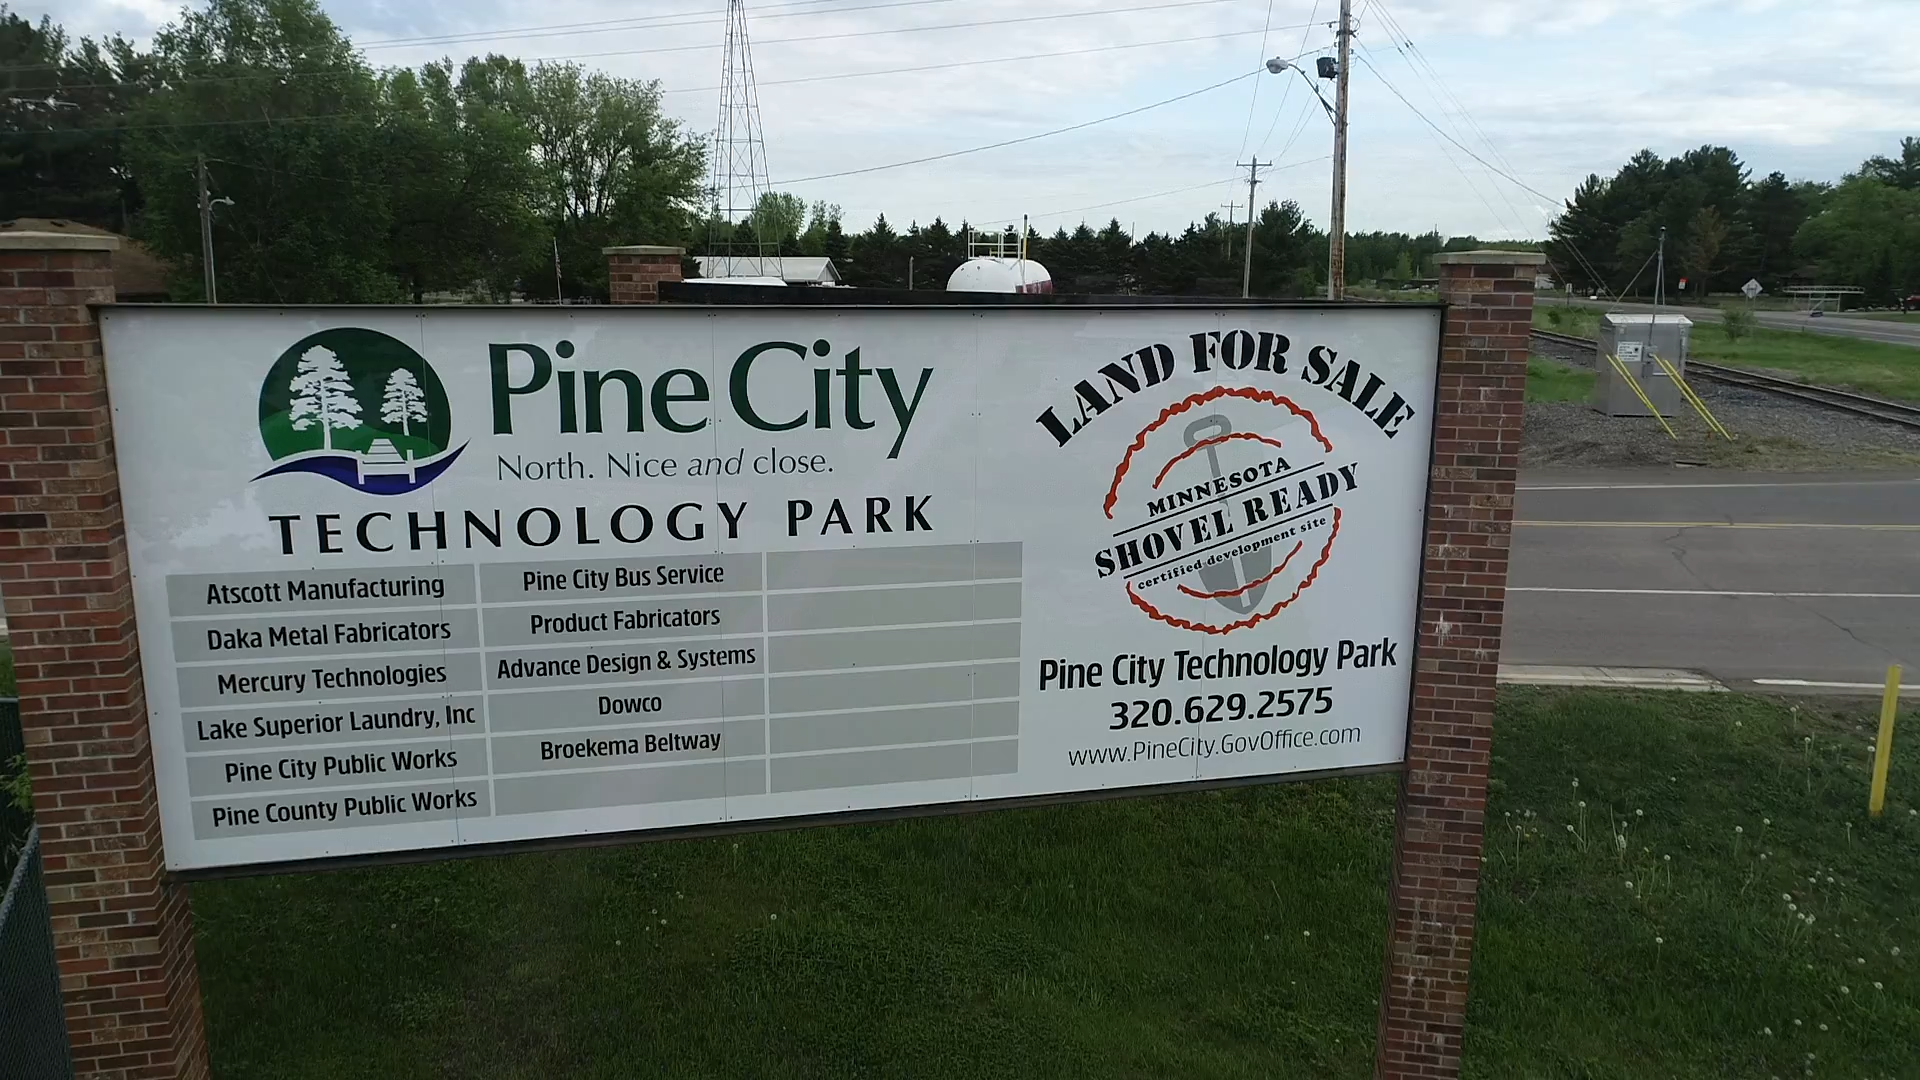 Pine City
North. Nice and close.
TECHNOLOGY PARK
Atscott Manufacturing
Daka Metal Fabricators
Mercury Technologies
Lake Superior Laundry, Inc
Pine City Public Works
Pine County Public Works
Pine City Bus Service
Product Fabricators
Advance Design & Systems
Dowco
Broekema Beltway
LAND FOR SALE
MINNESOTA
SHOVEL READY
certified development site
Pine City Technology Park
320.629.2575
www.PineCity.GovOffice.com